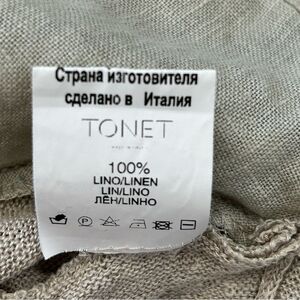 Страна изготовителя
сделано в Италия
TONET
100%
LINO/LINEN
LIN/LINO
ЛЁН/LINHO